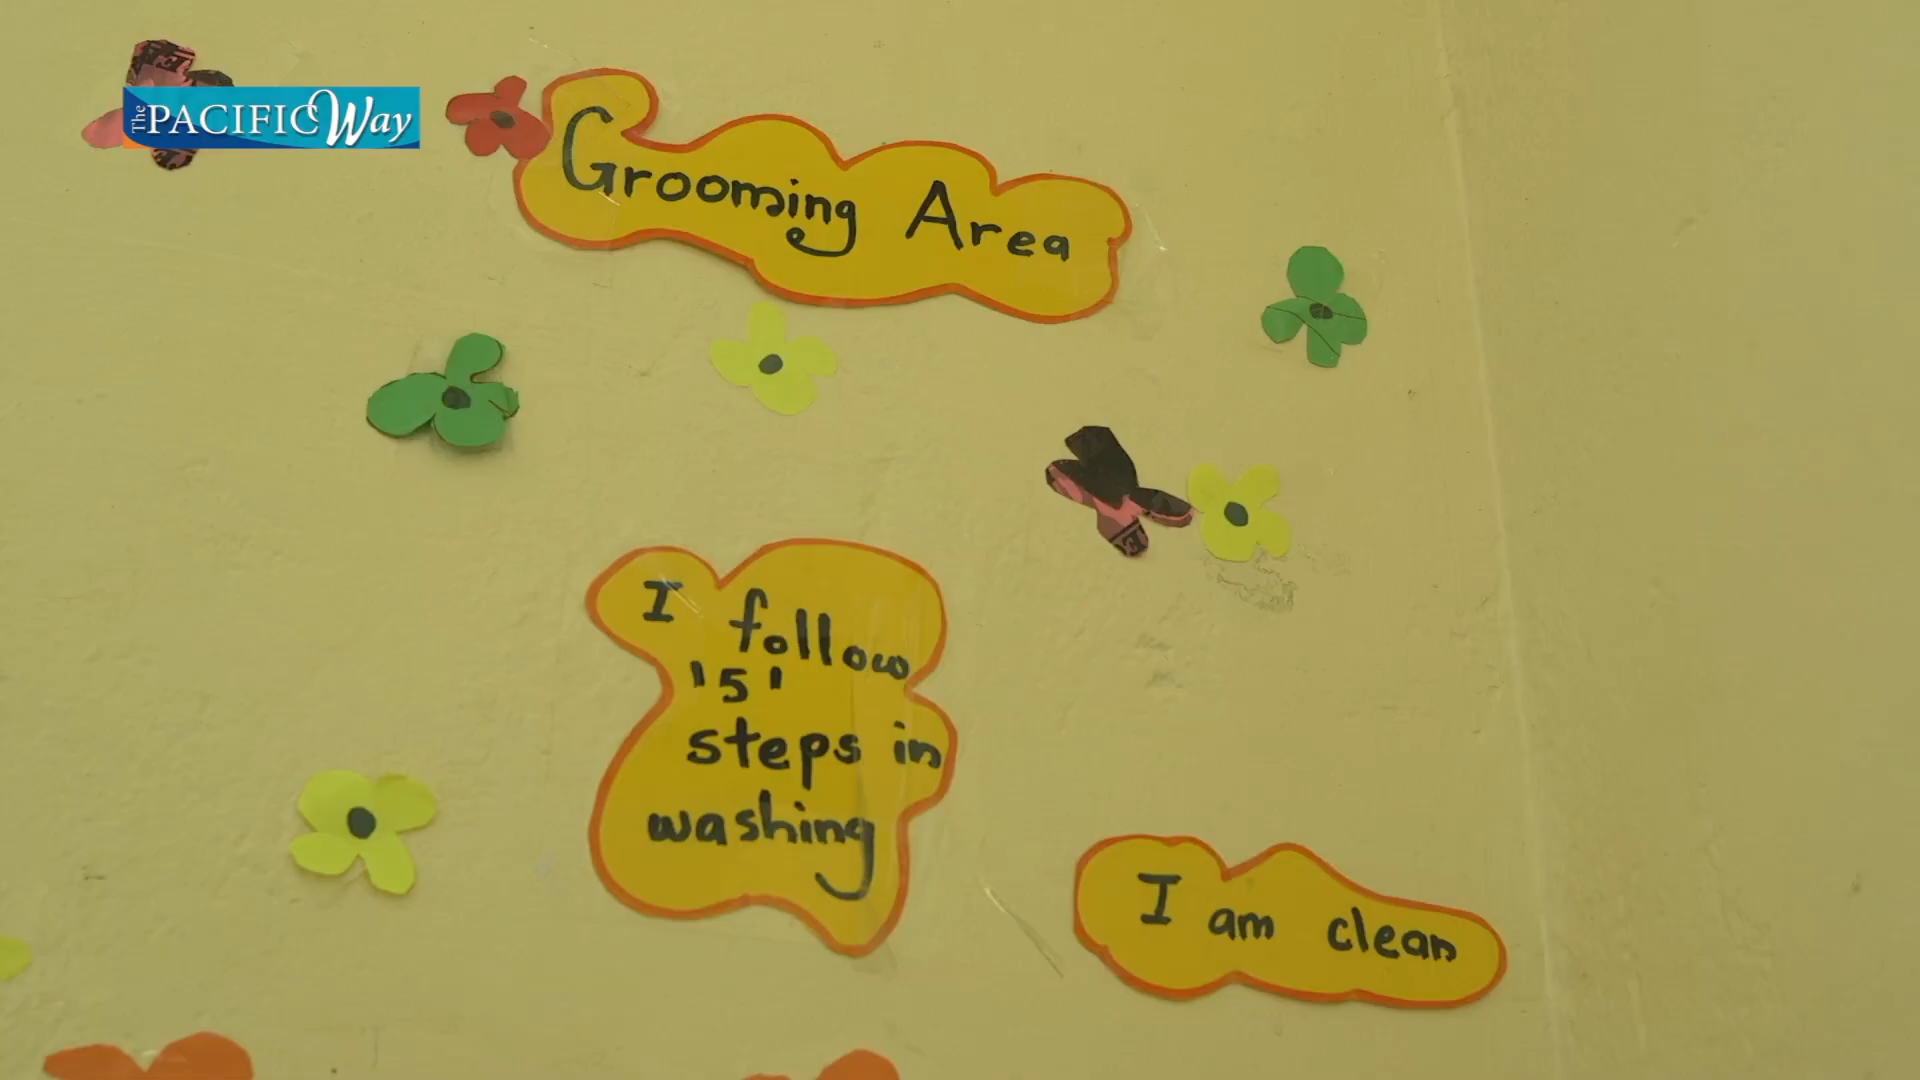 The PACIFIC Way
Grooming Area
I follow
'5'
steps in
washing
I am clean